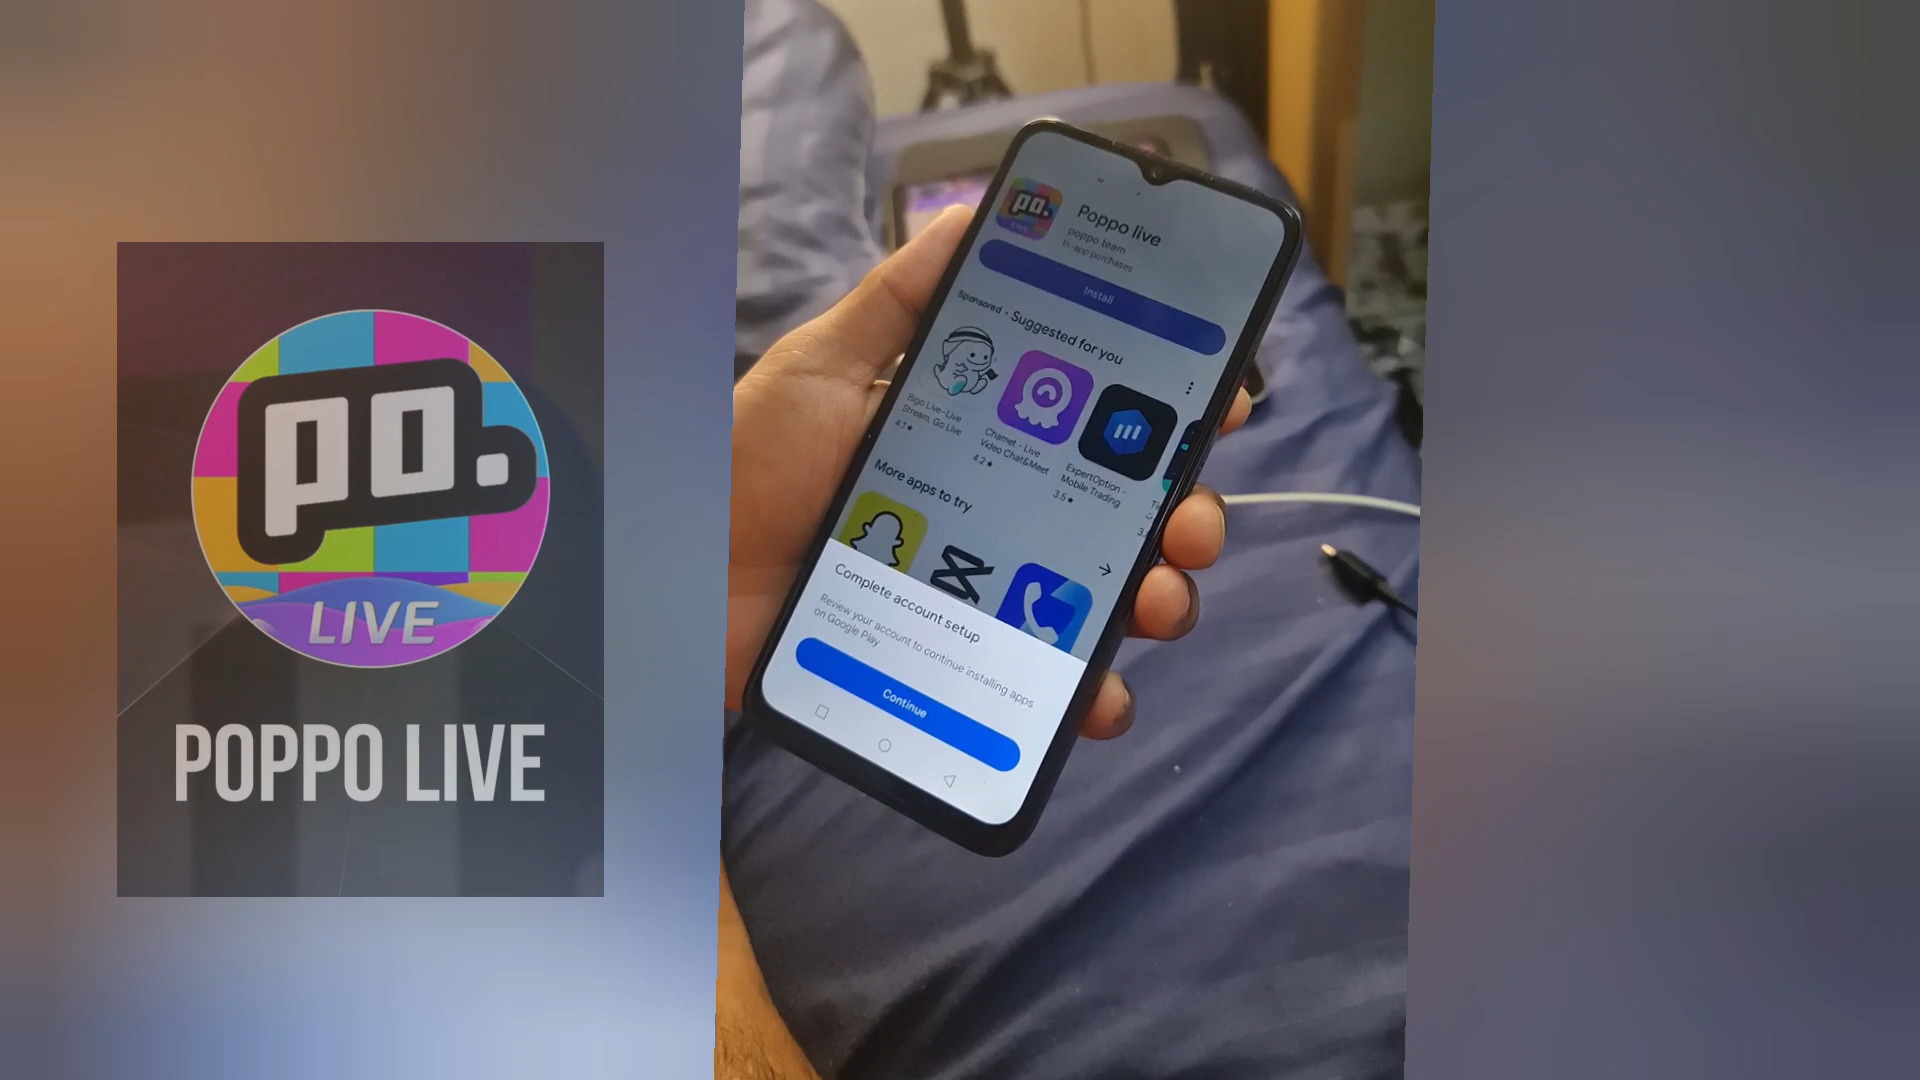 po.
LIVE
POPPO LIVE
po.
LIVE
Poppo live
poppo team
In-app purchases
Install
Sponsored • Suggested for you
Bigo Live-Live
Stream, Go Live
4.1★
Chamet - Live
Video Chat&Meet
4.2★
ExpertOption -
Mobile Trading
3.5★
More apps to try
Complete account setup
Review your account to continue installing apps
on Google Play
Continue